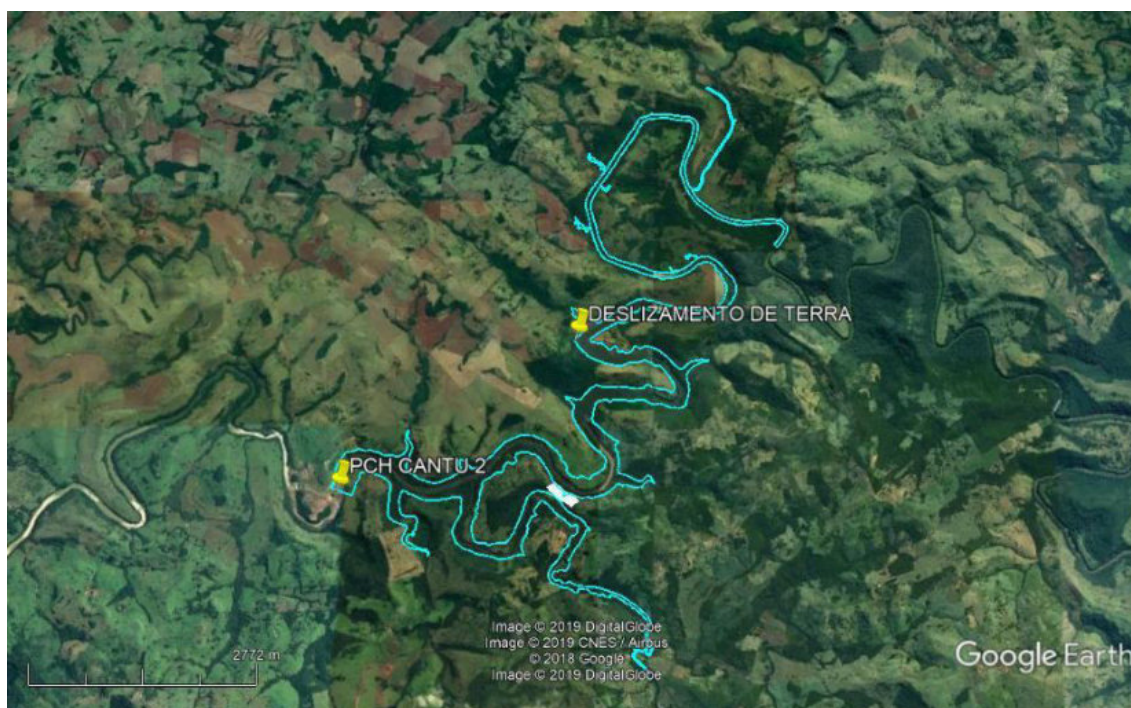 DESLIZAMENTO DE TERRA
PCH CANTU 2
2772 m
Image © 2019 DigitalGlobe
Image © 2019 CNES / Airbus
© 2018 Google
Image © 2019 DigitalGlobe
Google Earth